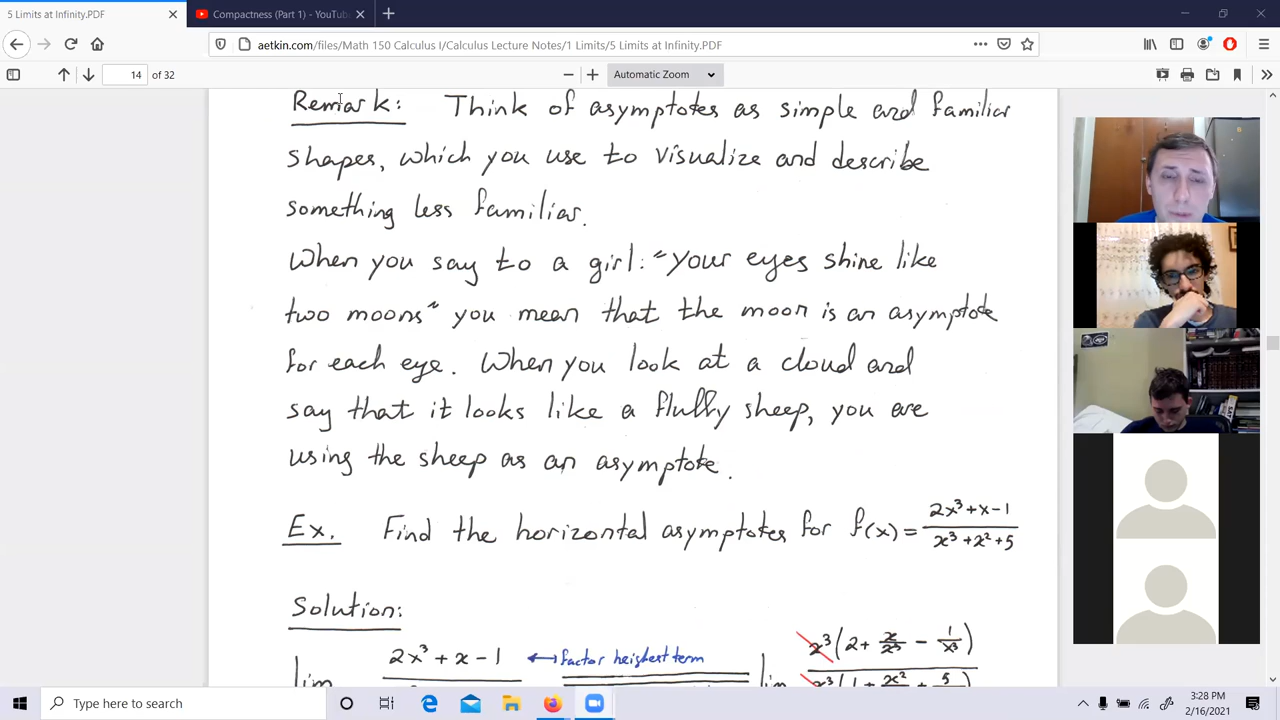 5 Limits at Infinity.PDF
Compactness (Part 1) - YouTube
aetkin.com/files/Math 150 Calculus I/Calculus Lecture Notes/1 Limits/5 Limits at Infinity.PDF
14 of 32
Automatic Zoom
Remark: Think of asymptotes as simple and familiar
shapes, which you use to visualize and describe
something less familiar.
When you say to a girl: "your eyes shine like
two moons" you mean that the moon is an asymptote
for each eye. When you look at a cloud and
say that it looks like a fluffy sheep, you are
using the sheep as an asymptote.
Ex. Find the horizontal asymptotes for f(x) = (2x³+x-1)/(x³+x²+5)
Solution:
lim 2x³+x-1 ↔ factor heighest term lim x³(2+ x/x³ - 1/x³)
x³(1+ x²/ + 5/
Type here to search
3:28 PM
2/16/2021